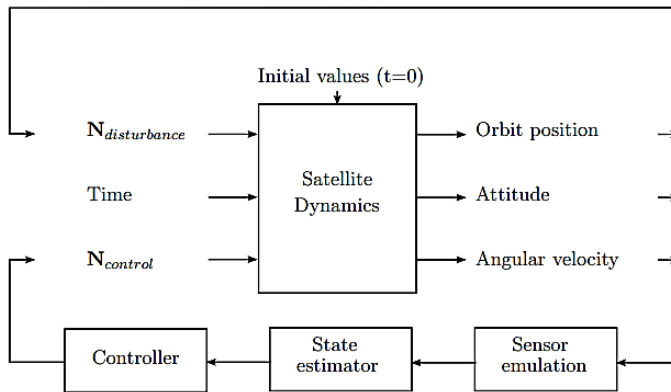 Initial values (t=0)
N_disturbance
Orbit position
Time
Satellite
Dynamics
Attitude
N_control
Angular velocity
Controller
State
estimator
Sensor
emulation